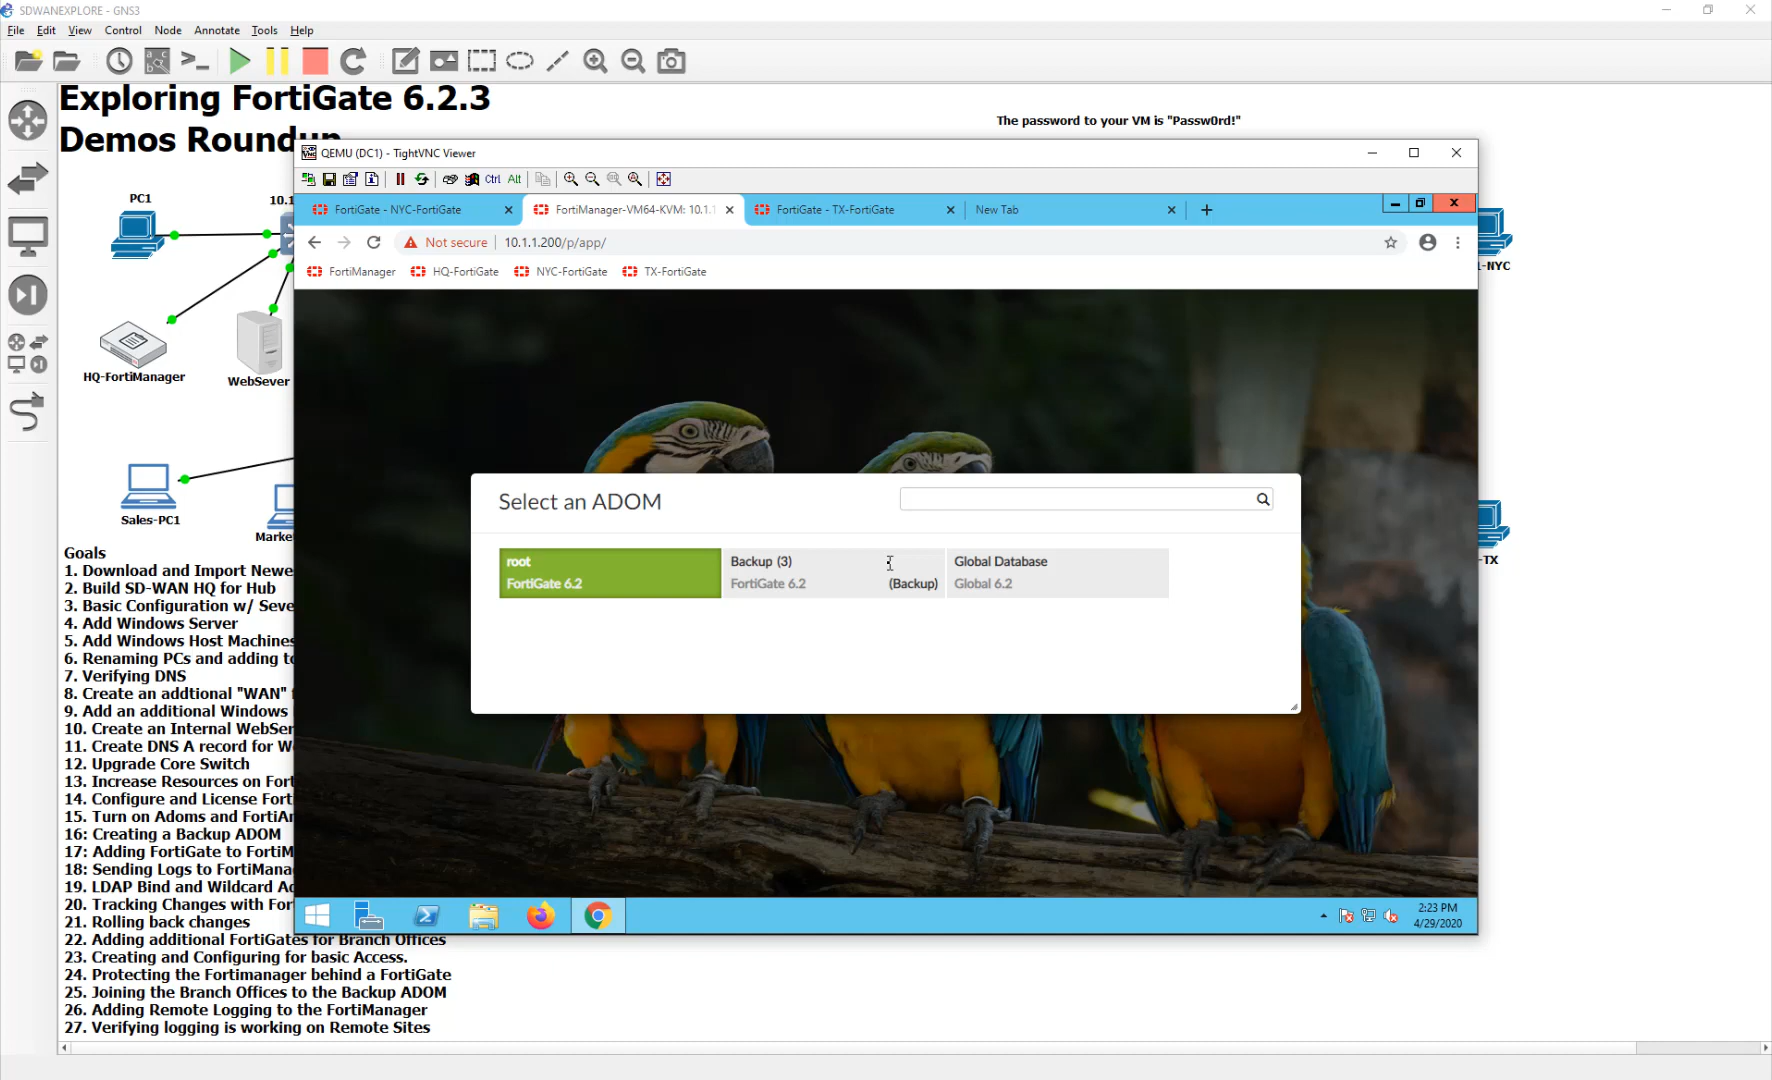 SDWANEXPLORE - GNS3
File Edit View Control Node Annotate Tools Help
Exploring FortiGate 6.2.3
Demos Roundup
The password to your VM is "Passw0rd!"
QEMU (DC1) - TightVNC Viewer
Ctrl Alt
FortiGate - NYC-FortiGate
FortiManager-VM64-KVM: 10.1.1
FortiGate - TX-FortiGate
New Tab
Not secure
10.1.1.200/p/app/
FortiManager
HQ-FortiGate
NYC-FortiGate
TX-FortiGate
PC1
10.1
HQ-FortiManager
WebSever
Sales-PC1
Marke
1-NYC
-TX
Select an ADOM
root
FortiGate 6.2
Backup (3)
FortiGate 6.2
(Backup)
Global Database
Global 6.2
2:23 PM
4/29/2020
Goals
1. Download and Import Newe
2. Build SD-WAN HQ for Hub
3. Basic Configuration w/ Seve
4. Add Windows Server
5. Add Windows Host Machines
6. Renaming PCs and adding to
7. Verifying DNS
8. Create an addtional "WAN"
9. Add an additional Windows
10. Create an Internal WebSer
11. Create DNS A record for W
12. Upgrade Core Switch
13. Increase Resources on Fort
14. Configure and License Forti
15. Turn on Adoms and FortiAn
16: Creating a Backup ADOM
17: Adding FortiGate to FortiM
18: Sending Logs to FortiMana
19. LDAP Bind and Wildcard Ac
20. Tracking Changes with For
21. Rolling back changes
22. Adding additional FortiGates for Branch Offices
23. Creating and Configuring for basic Access.
24. Protecting the Fortimanager behind a FortiGate
25. Joining the Branch Offices to the Backup ADOM
26. Adding Remote Logging to the FortiManager
27. Verifying logging is working on Remote Sites